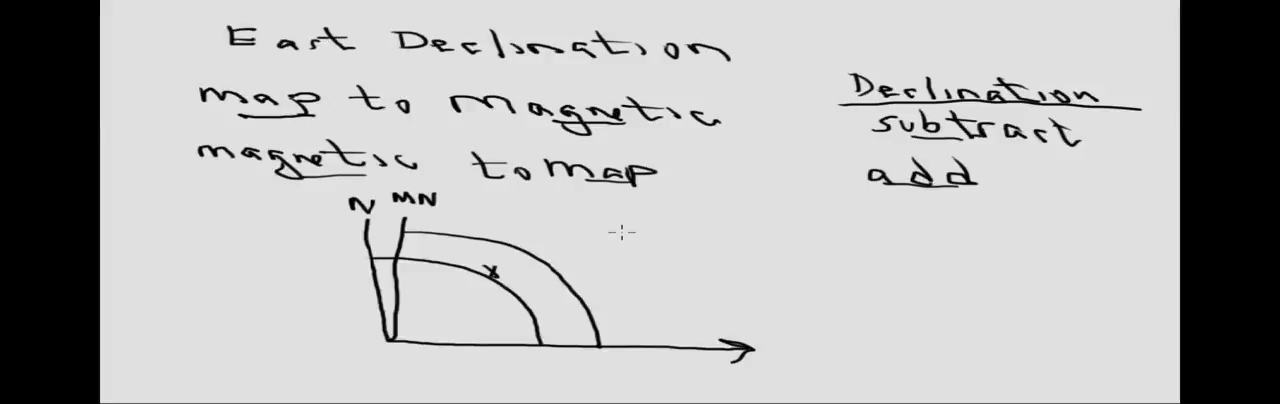 East Declination
map to magnetic
magnetic to map
Declination
subtract
add
N MN
x